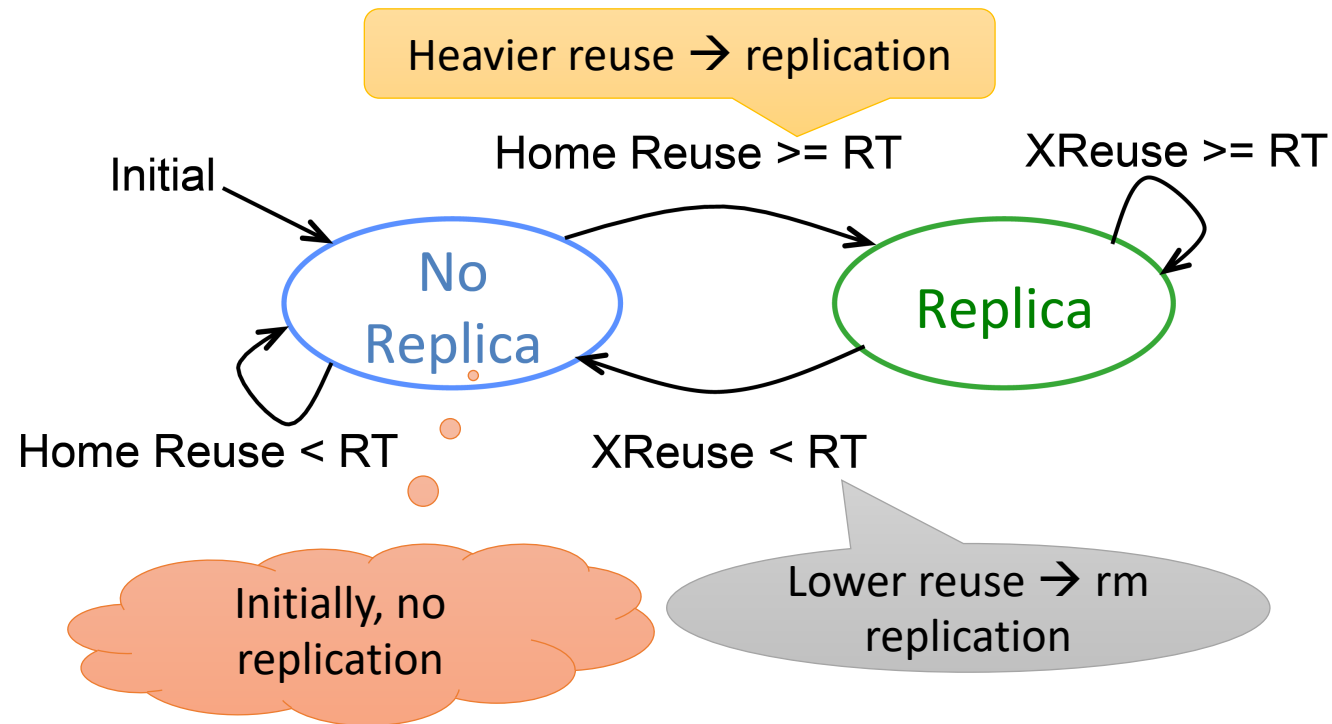 Heavier reuse → replication
Home Reuse >= RT
XReuse >= RT
Initial
No
Replica
Replica
Home Reuse < RT
XReuse < RT
Initially, no
replication
Lower reuse → rm
replication